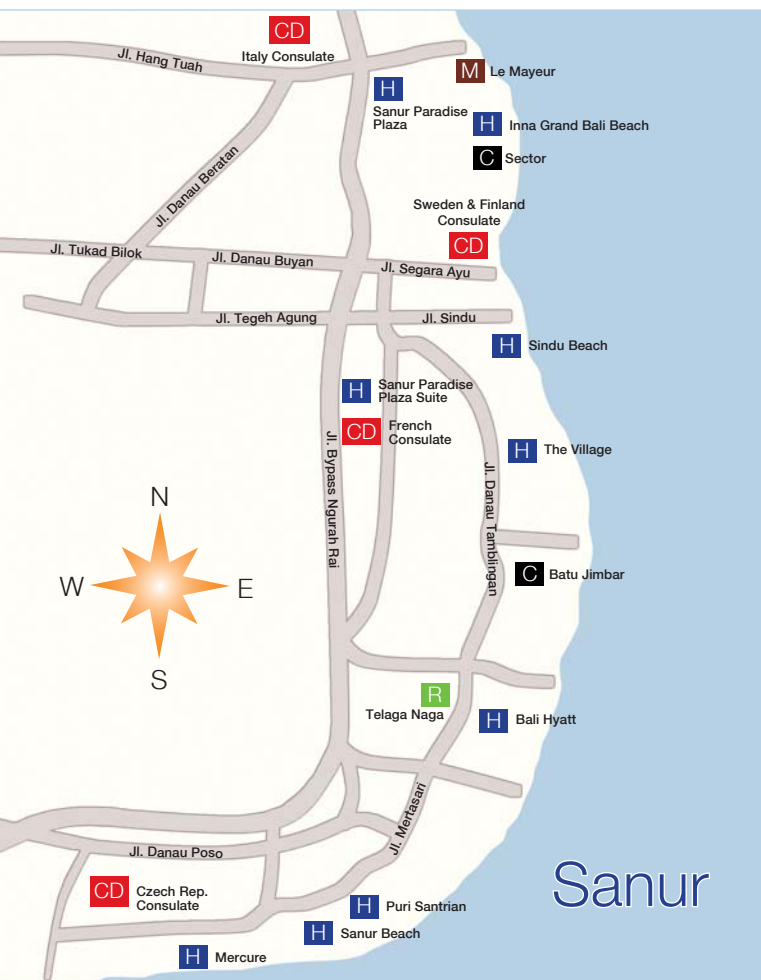 CD
Italy Consulate
Jl. Hang Tuah
M Le Mayeur
H
Sanur Paradise
Plaza
H Inna Grand Bali Beach
C Sector
Jl. Danau Beratan
Sweden & Finland
Consulate
CD
Jl. Tukad Bilok
Jl. Danau Buyan
Jl. Segara Ayu
Jl. Tegeh Agung
Jl. Sindu
H Sindu Beach
H Sanur Paradise
Plaza Suite
CD French
Consulate
Jl. Bypass Ngurah Rai
H The Village
Jl. Danau Tamblingan
N
W
E
S
C Batu Jimbar
R
Telaga Naga
H Bali Hyatt
Jl. Mertasari
Jl. Danau Poso
Sanur
CD Czech Rep.
Consulate
H Puri Santrian
H Sanur Beach
H Mercure